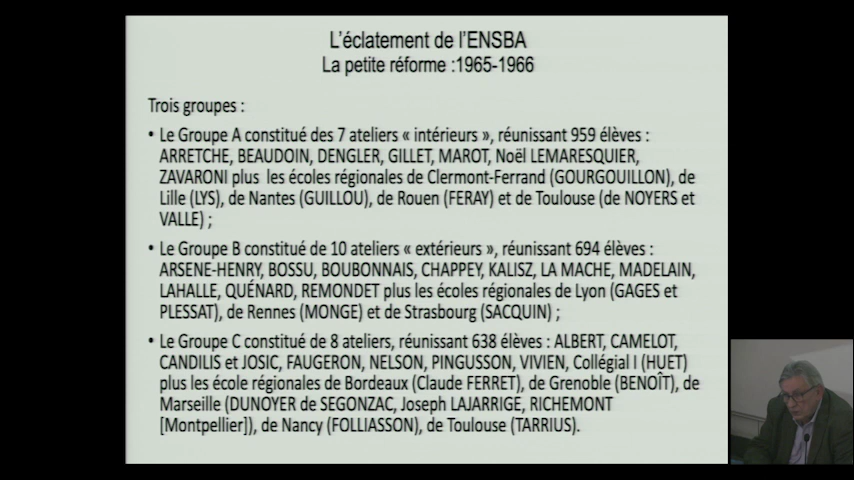 L'éclatement de l'ENSBA
La petite réforme :1965-1966
Trois groupes :
• Le Groupe A constitué des 7 ateliers « intérieurs », réunissant 959 élèves :
ARRETCHE, BEAUDOIN, DENGLER, GILLET, MAROT, Noël LEMARESQUIER,
ZAVARONI plus les écoles régionales de Clermont-Ferrand (GOURGOUILLON), de
Lille (LYS), de Nantes (GUILLOU), de Rouen (FERAY) et de Toulouse (de NOYERS et
VALLE) ;
• Le Groupe B constitué de 10 ateliers « extérieurs », réunissant 694 élèves :
ARSENE-HENRY, BOSSU, BOUBONNAIS, CHAPPEY, KALISZ, LA MACHE, MADELAIN,
LAHALLE, QUÉNARD, REMONDET plus les écoles régionales de Lyon (GAGES et
PLESSAT), de Rennes (MONGE) et de Strasbourg (SACQUIN) ;
• Le Groupe C constitué de 8 ateliers, réunissant 638 élèves : ALBERT, CAMELOT,
CANDILIS et JOSIC, FAUGERON, NELSON, PINGUSSON, VIVIEN, Collégial I (HUET)
plus les école régionales de Bordeaux (Claude FERRET), de Grenoble (BENOÎT), de
Marseille (DUNOYER de SEGONZAC, Joseph LAJARRIGE, RICHEMONT
[Montpellier]), de Nancy (FOLLIASSON), de Toulouse (TARRIUS).